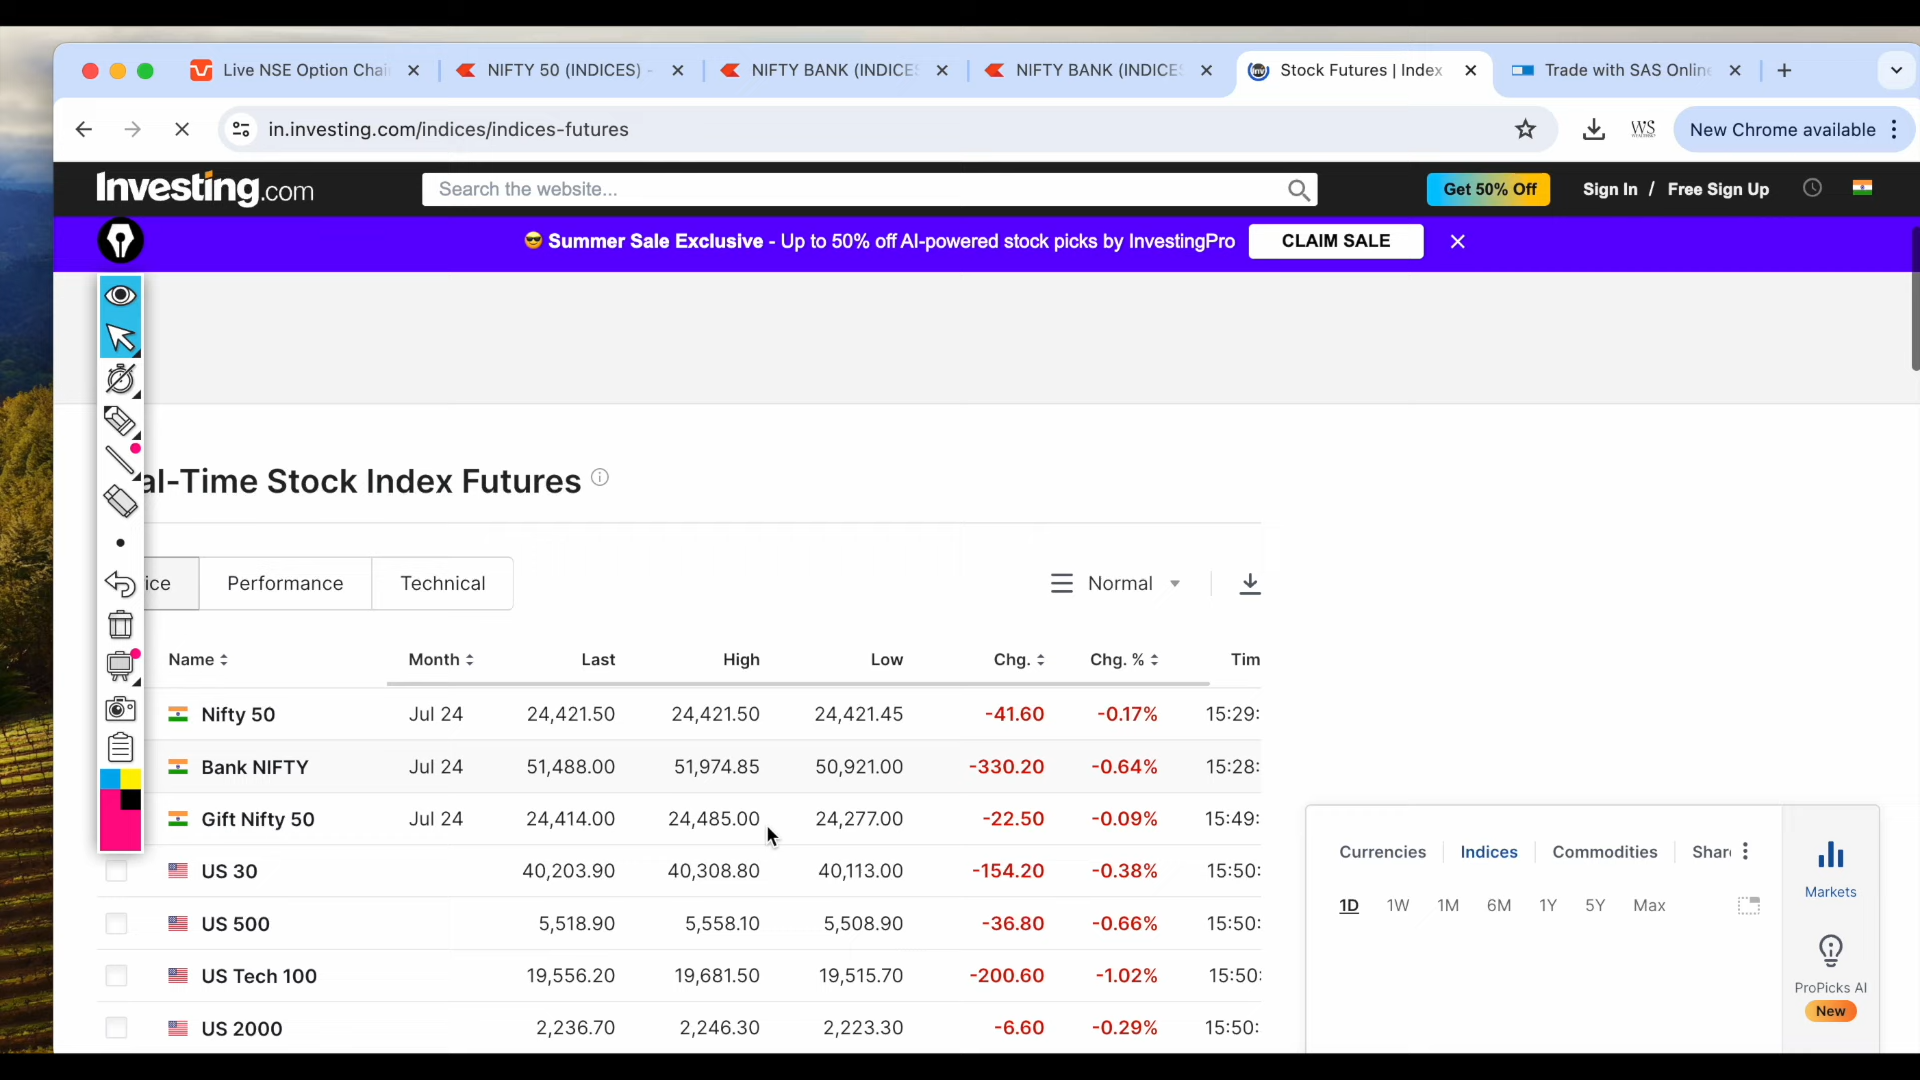 Live NSE Option Chai
NIFTY 50 (INDICES) -
NIFTY BANK (INDICES
NIFTY BANK (INDICES
Stock Futures | Index
Trade with SAS Online
in.investing.com/indices/indices-futures
WS
New Chrome available
Investing.com
Search the website...
Get 50% Off
Sign In / Free Sign Up
😎 Summer Sale Exclusive - Up to 50% off AI-powered stock picks by InvestingPro
CLAIM SALE
al-Time Stock Index Futures
ice
Performance
Technical
Normal
Name Month Last High Low Chg. Chg. % Tim
Nifty 50 Jul 24 24,421.50 24,421.50 24,421.45 -41.60 -0.17% 15:29:
Bank NIFTY Jul 24 51,488.00 51,974.85 50,921.00 -330.20 -0.64% 15:28:
Gift Nifty 50 Jul 24 24,414.00 24,485.00 24,277.00 -22.50 -0.09% 15:49:
US 30 40,203.90 40,308.80 40,113.00 -154.20 -0.38% 15:50:
US 500 5,518.90 5,558.10 5,508.90 -36.80 -0.66% 15:50:
US Tech 100 19,556.20 19,681.50 19,515.70 -200.60 -1.02% 15:50:
US 2000 2,236.70 2,246.30 2,223.30 -6.60 -0.29% 15:50:
Currencies
Indices
Commodities
Shar
1D 1W 1M 6M 1Y 5Y Max
Markets
ProPicks AI
New